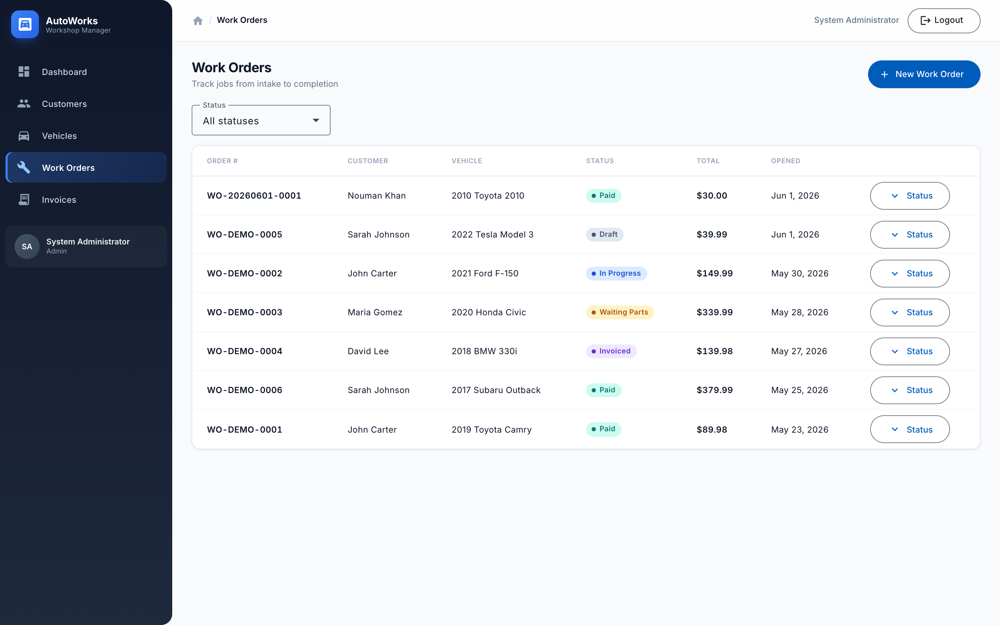 AutoWorks
Workshop Manager
Dashboard
Customers
Vehicles
Work Orders
Invoices
SA
System Administrator
Admin
/ Work Orders
System Administrator
Logout
Work Orders
Track jobs from intake to completion
+ New Work Order
Status
All statuses
ORDER # CUSTOMER VEHICLE STATUS TOTAL OPENED
WO-20260601-0001 Nouman Khan 2010 Toyota 2010 Paid $30.00 Jun 1, 2026 Status
WO-DEMO-0005 Sarah Johnson 2022 Tesla Model 3 Draft $39.99 Jun 1, 2026 Status
WO-DEMO-0002 John Carter 2021 Ford F-150 In Progress $149.99 May 30, 2026 Status
WO-DEMO-0003 Maria Gomez 2020 Honda Civic Waiting Parts $339.99 May 28, 2026 Status
WO-DEMO-0004 David Lee 2018 BMW 330i Invoiced $139.98 May 27, 2026 Status
WO-DEMO-0006 Sarah Johnson 2017 Subaru Outback Paid $379.99 May 25, 2026 Status
WO-DEMO-0001 John Carter 2019 Toyota Camry Paid $89.98 May 23, 2026 Status